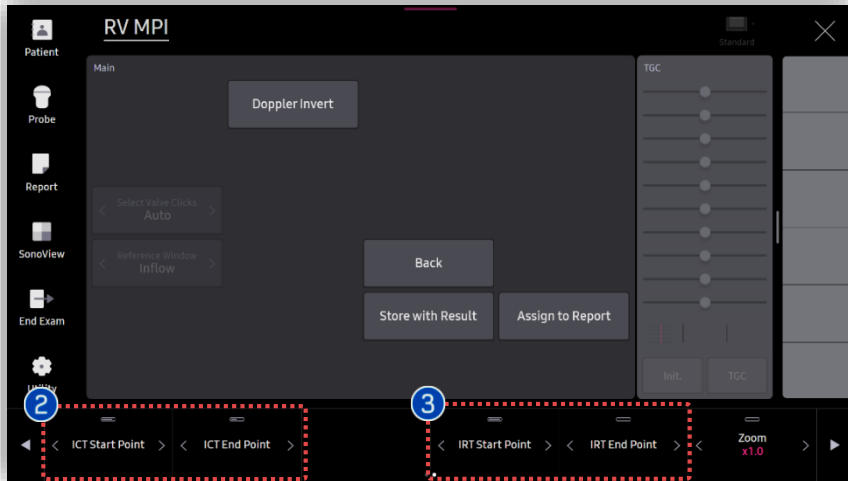 Patient
RV MPI
Standard
Probe
Report
SonoView
End Exam
Utility
Main
Doppler Invert
Select Valve Clicks
Auto
Reference Window
Inflow
Back
Store with Result
Assign to Report
TGC
Init.
TGC
2
3
< ICT Start Point >
< ICT End Point >
< IRT Start Point >
< IRT End Point >
< Zoom >
x1.0